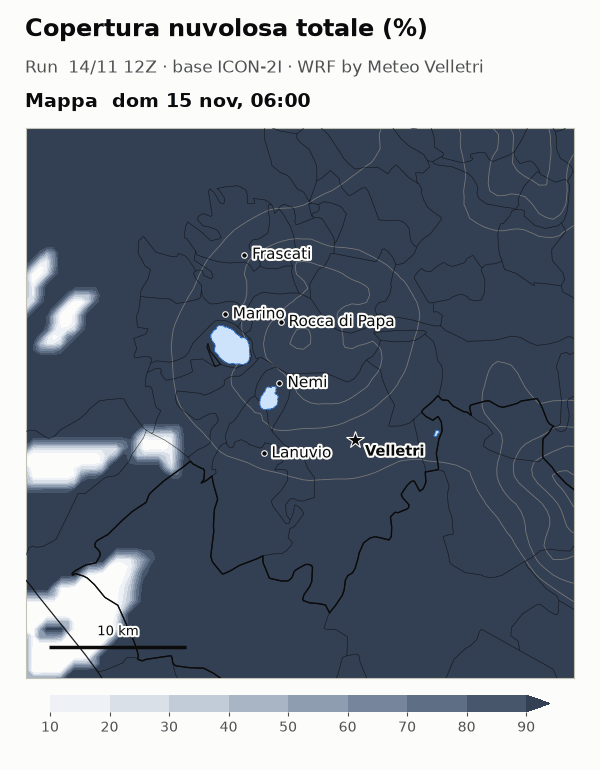 Copertura nuvolosa totale (%)
Run  14/11 12Z · base ICON-2I · WRF by Meteo Velletri
Mappa  dom 15 nov, 06:00
Frascati
Marino
Rocca di Papa
Nemi
Velletri
Lanuvio
10 km
10 20 30 40 50 60 70 80 90